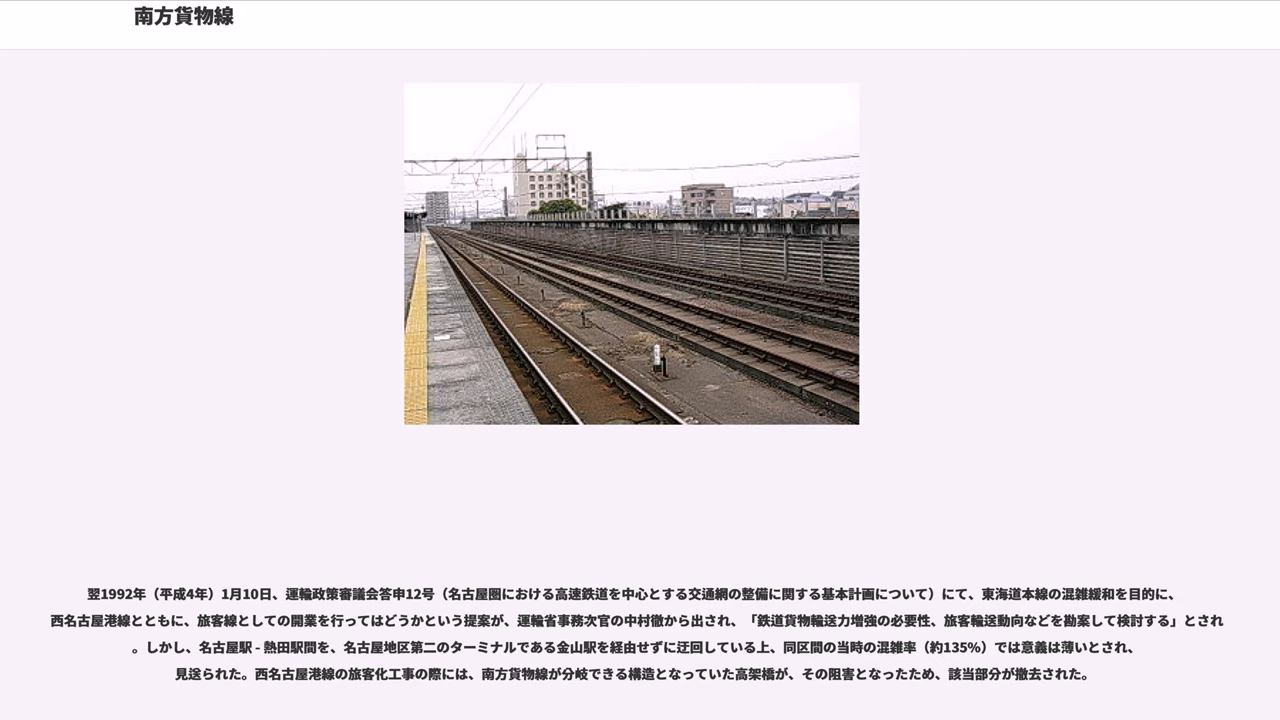 南方貨物線
翌1992年（平成4年）1月10日、運輸政策審議会答申12号（名古屋圏における高速鉄道を中心とする交通網の整備に関する基本計画について）にて、東海道本線の混雑緩和を目的に、
西名古屋港線とともに、旅客線としての開業を行ってはどうかという提案が、運輸省事務次官の中村徹から出され、「鉄道貨物輸送力増強の必要性、旅客輸送動向などを勘案して検討する」とされ
。しかし、名古屋駅 - 熱田駅間を、名古屋地区第二のターミナルである金山駅を経由せずに迂回している上、同区間の当時の混雑率（約135%）では意義は薄いとされ、
見送られた。西名古屋港線の旅客化工事の際には、南方貨物線が分岐できる構造となっていた高架橋が、その阻害となったため、該当部分が撤去された。